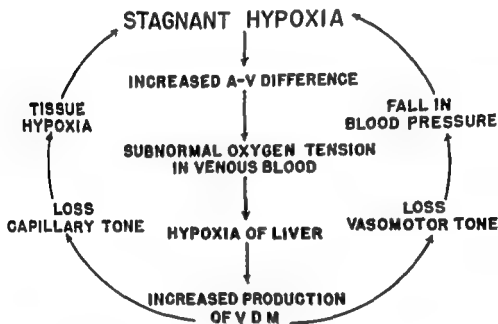 STAGNANT HYPOXIA
INCREASED A-V DIFFERENCE
TISSUE
HYPOXIA
FALL IN
BLOOD PRESSURE
SUBNORMAL OXYGEN TENSION
IN VENOUS BLOOD
LOSS
CAPILLARY TONE
LOSS
VASOMOTOR TONE
HYPOXIA OF LIVER
INCREASED PRODUCTION
OF V D M